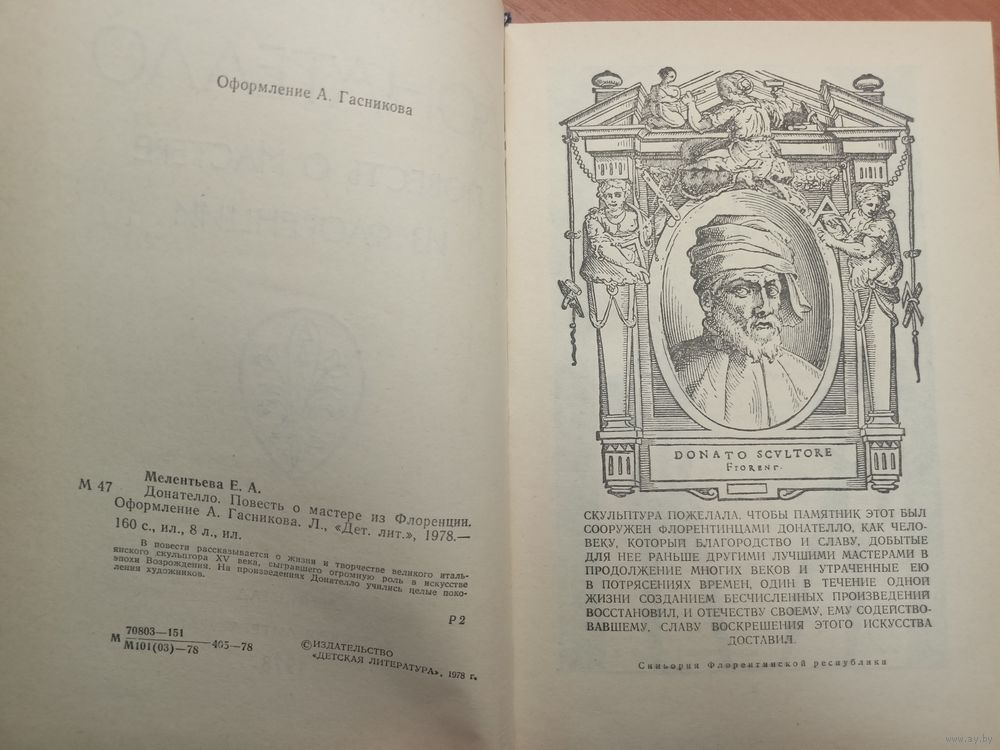 Оформление А. Гасникова
Мелентьева Е. А.
М 47
Донателло. Повесть о мастере из Флоренции.
Оформление А. Гасникова. Л., «Дет. лит.», 1978.—
160 с., ил., 8 л., ил.
В повести рассказывается о жизни и творчестве великого италь-
янского скульптора XV века, сыгравшего огромную роль в искусстве
эпохи Возрождения. На произведениях Донателло учились целые поко-
ления художников.
Р2
М 70803—151
М101(03)—78 405—78
©ИЗДАТЕЛЬСТВО
«ДЕТСКАЯ ЛИТЕРАТУРА», 1978 г.
DONATO SCVLTORE
FIORENT.
СКУЛЬПТУРА ПОЖЕЛАЛА, ЧТОБЫ ПАМЯТНИК ЭТОТ БЫЛ
СООРУЖЕН ФЛОРЕНТИНЦАМИ ДОНАТЕЛЛО, КАК ЧЕЛО-
ВЕКУ, КОТОРЫЙ БЛАГОРОДСТВО И СЛАВУ, ДОБЫТЫЕ
ДЛЯ НЕЕ РАНЬШЕ ДРУГИМИ ЛУЧШИМИ МАСТЕРАМИ В
ПРОДОЛЖЕНИЕ МНОГИХ ВЕКОВ И УТРАЧЕННЫЕ ЕЮ
В ПОТРЯСЕНИЯХ ВРЕМЕН, ОДИН В ТЕЧЕНИЕ ОДНОЙ
ЖИЗНИ СОЗДАНИЕМ БЕСЧИСЛЕННЫХ ПРОИЗВЕДЕНИЙ
ВОССТАНОВИЛ, И ОТЕЧЕСТВУ СВОЕМУ, ЕМУ СОДЕЙСТВО-
ВАВШЕМУ, СЛАВУ ВОСКРЕШЕНИЯ ЭТОГО ИСКУССТВА
ДОСТАВИЛ.
Синьория Флорентинской республики
www.ay.by